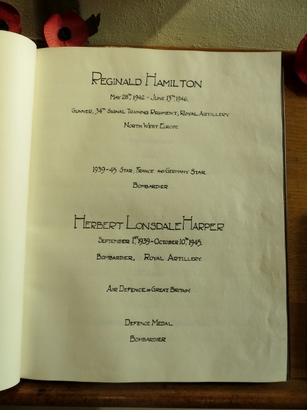 Reginald Hamilton
May 28th 1942 - June 13th 1946.
Gunner, 34th Signal Training Regiment, Royal Artillery
North West Europe
1939-45 Star, France and Germany Star.
Bombardier
Herbert Lonsdale Harper
September 1st 1939 - October 10th 1945.
Bombardier, Royal Artillery.
Air Defence of Great Britain
Defence Medal.
Bombardier